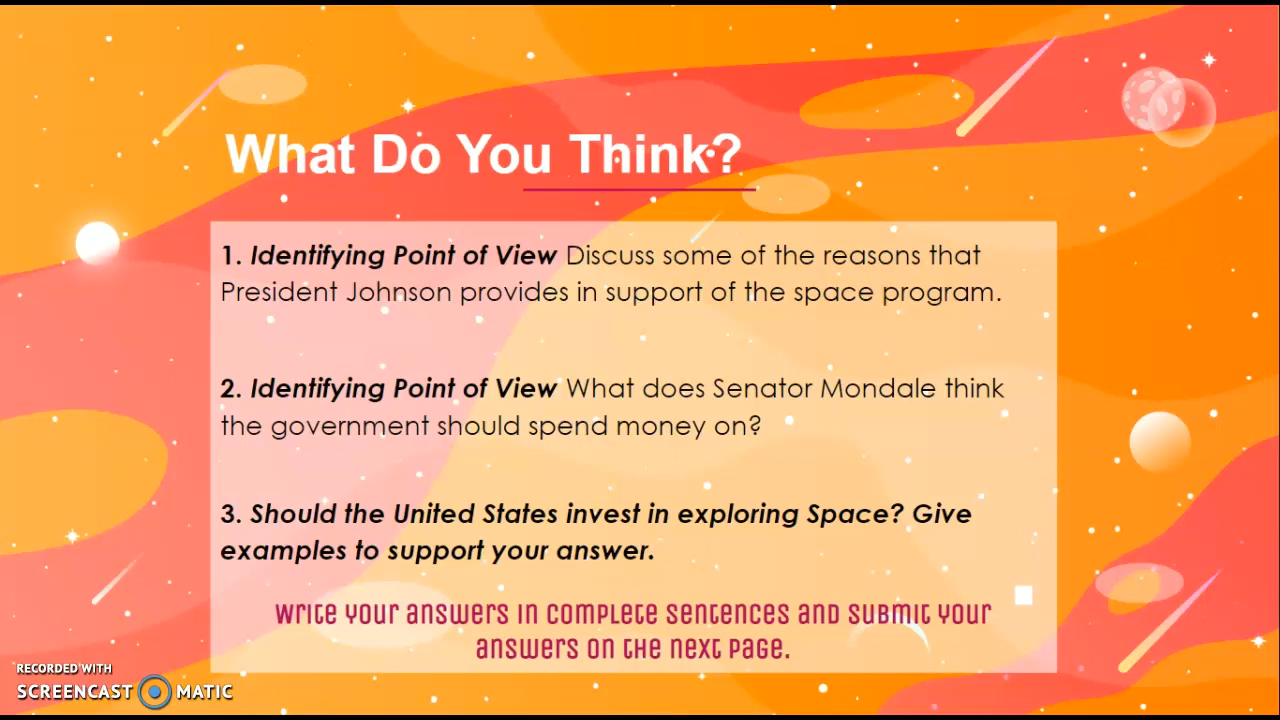 What Do You Think?
1. Identifying Point of View Discuss some of the reasons that
President Johnson provides in support of the space program.
2. Identifying Point of View What does Senator Mondale think
the government should spend money on?
3. Should the United States invest in exploring Space? Give
examples to support your answer.
Write your answers in complete sentences and submit your
answers on the next page.
RECORDED WITH
SCREENCAST MATIC